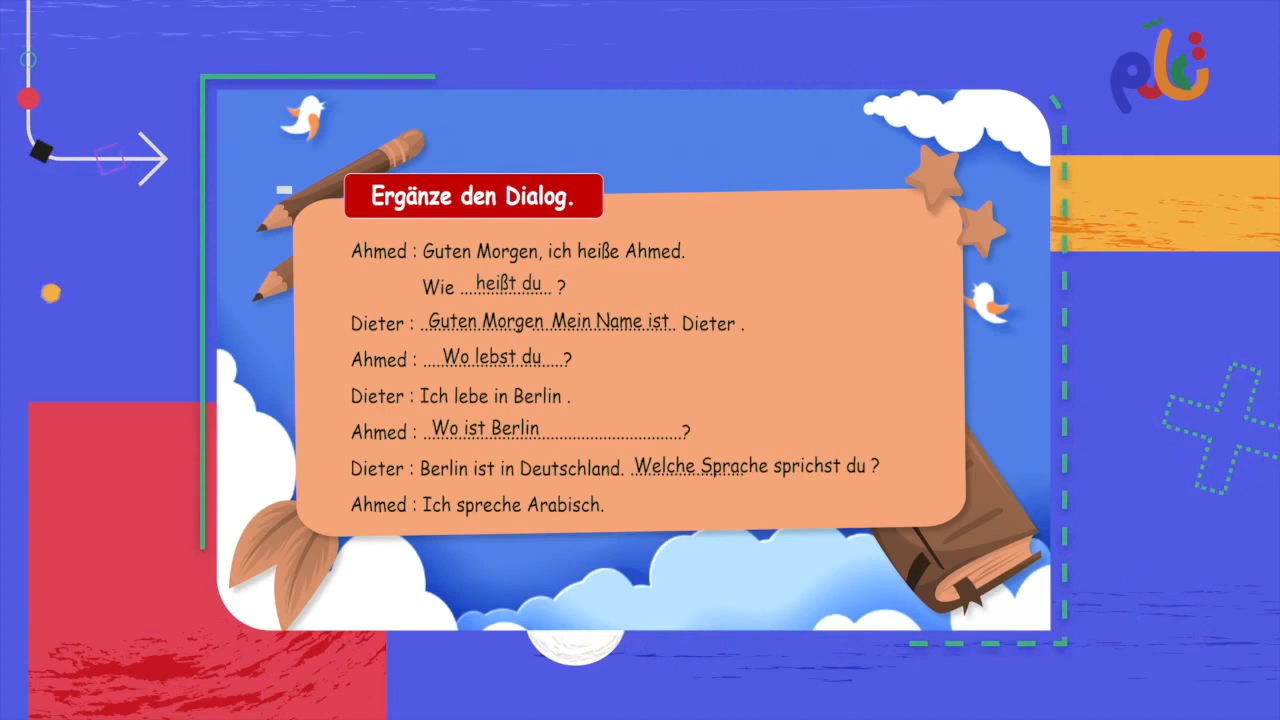 نتعلم
Ergänze den Dialog.
Ahmed : Guten Morgen, ich heiße Ahmed.
Wie ...heißt du... ?
Dieter : Guten Morgen Mein Name ist.. Dieter .
Ahmed : ....Wo lebst du....?
Dieter : Ich lebe in Berlin .
Ahmed : ..Wo ist Berlin..............................?
Dieter : Berlin ist in Deutschland. Welche Sprache sprichst du ?
Ahmed : Ich spreche Arabisch.